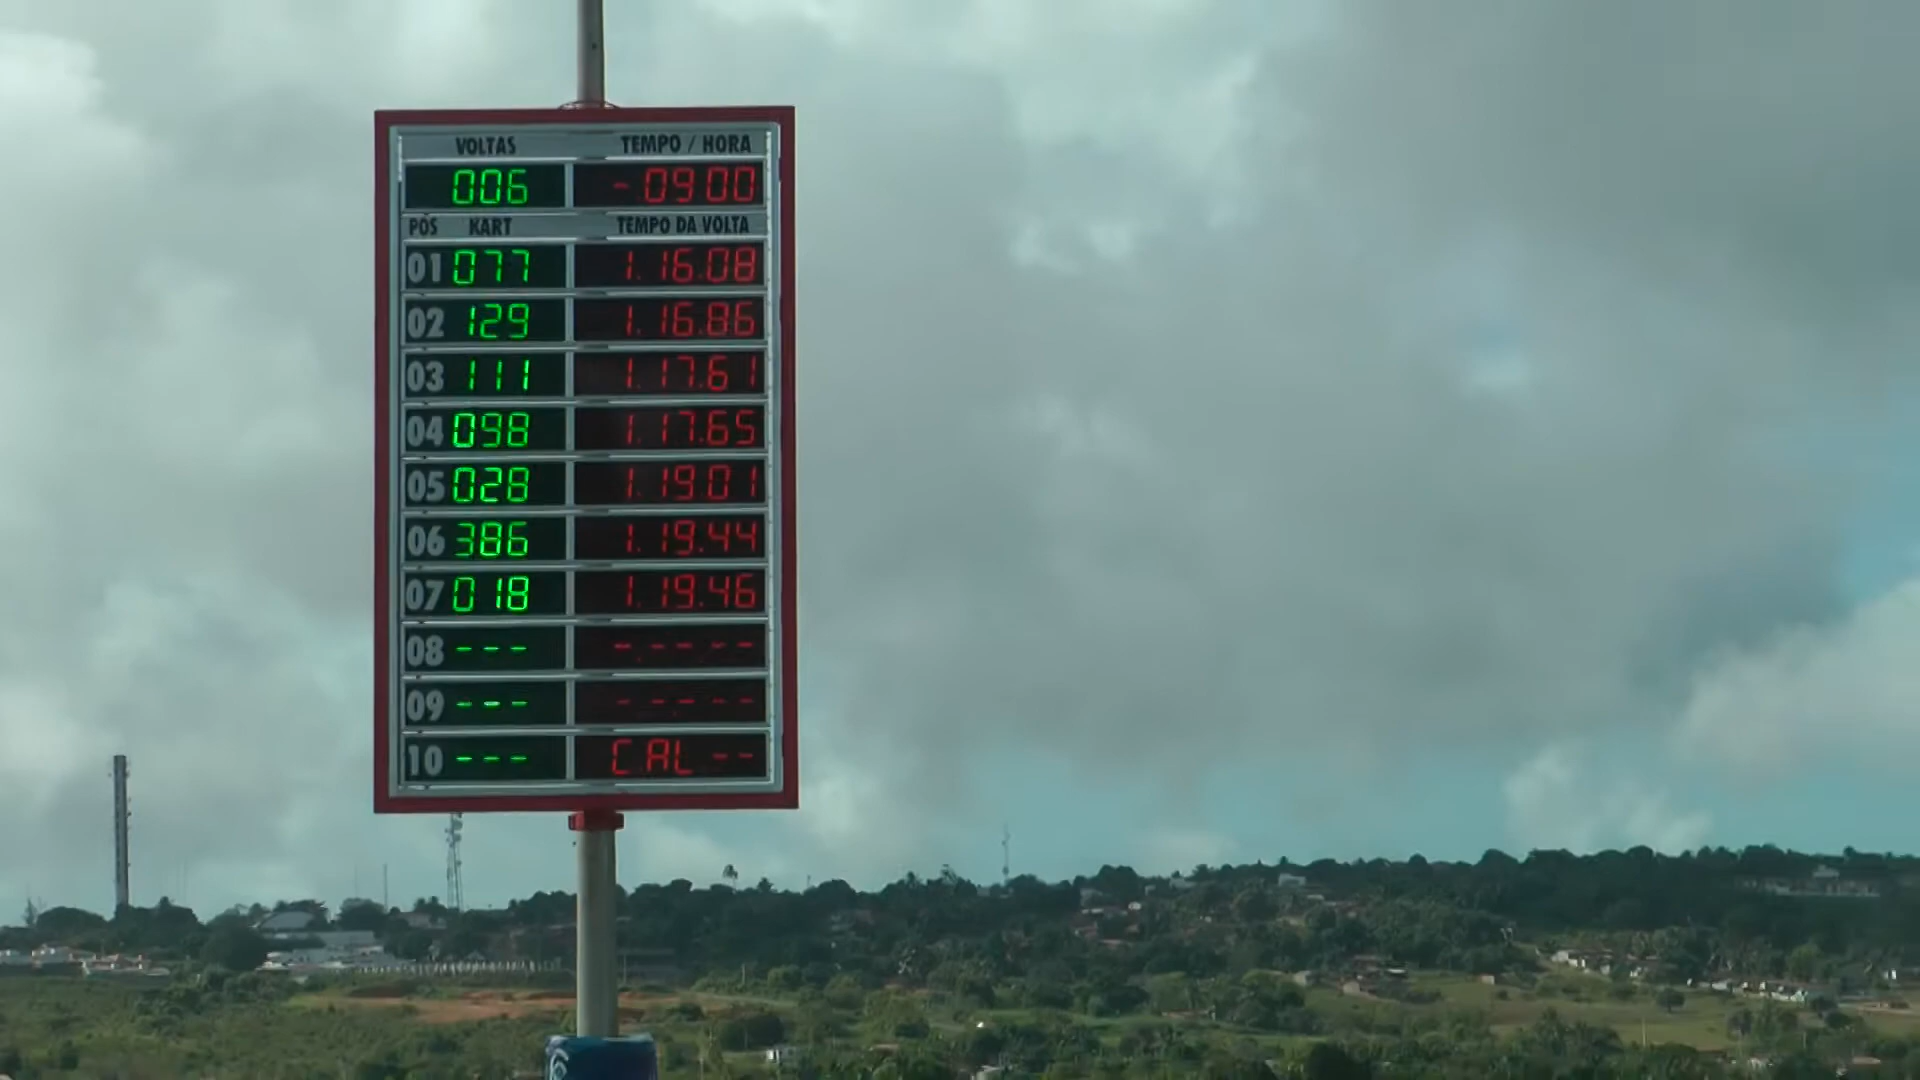 VOLTAS TEMPO / HORA
006 - 09 00
PÓS KART TEMPO DA VOLTA
01 077 1.16.08
02 129 1.16.86
03 111 1.17.61
04 098 1.17.65
05 028 1.19 01
06 386 1.19.44
07 018 1.19.46
08 --- -.----
09 --- -----
10 --- CAL--